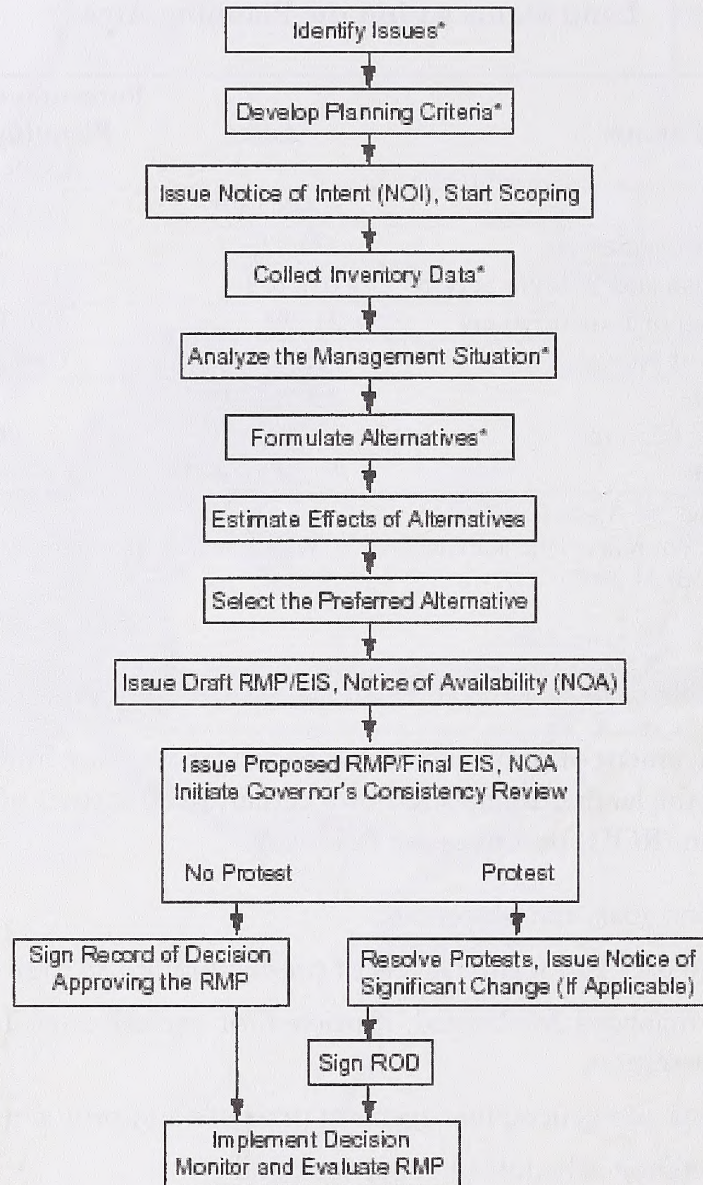 Identify Issues*
Develop Planning Criteria*
Issue Notice of Intent (NOI), Start Scoping
Collect Inventory Data*
Analyze the Management Situation*
Formulate Alternatives*
Estimate Effects of Alternatives
Select the Preferred Alternative
Issue Draft RMP/EIS, Notice of Availability (NOA)
Issue Proposed RMP/Final EIS, NOA
Initiate Governor's Consistency Review
No Protest
Protest
Sign Record of Decision
Approving the RMP
Resolve Protests, Issue Notice of
Significant Change (If Applicable)
Sign ROD
Implement Decision
Monitor and Evaluate RMP